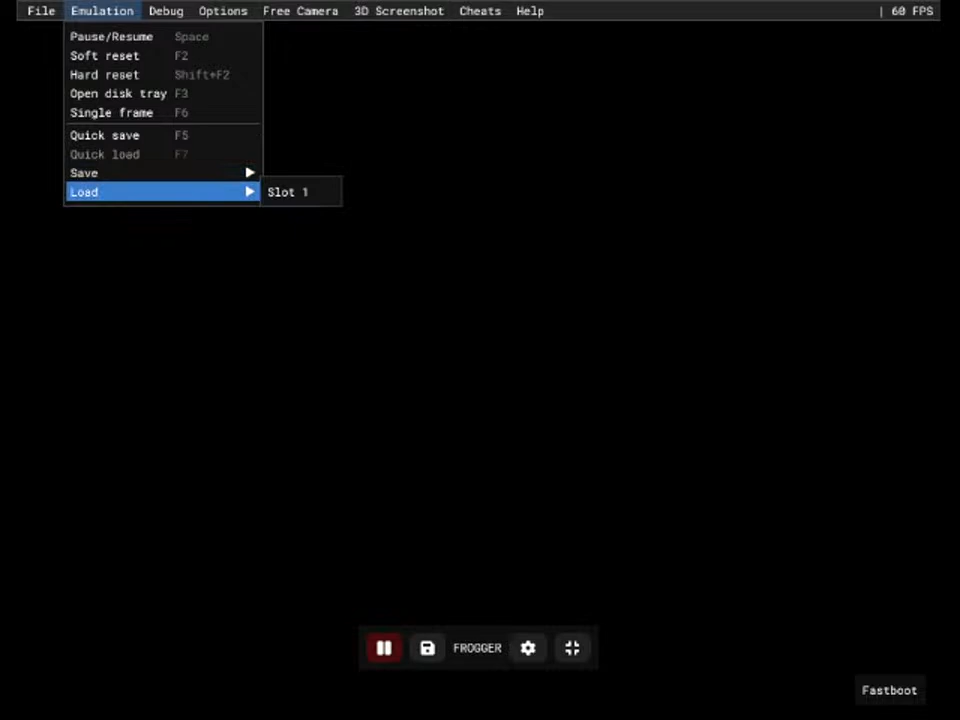 File Emulation Debug Options Free Camera 3D Screenshot Cheats Help | 60 FPS
Pause/Resume Space
Soft reset F2
Hard reset Shift+F2
Open disk tray F3
Single frame F6
Quick save F5
Quick load F7
Save
Load Slot 1
FROGGER
Fastboot